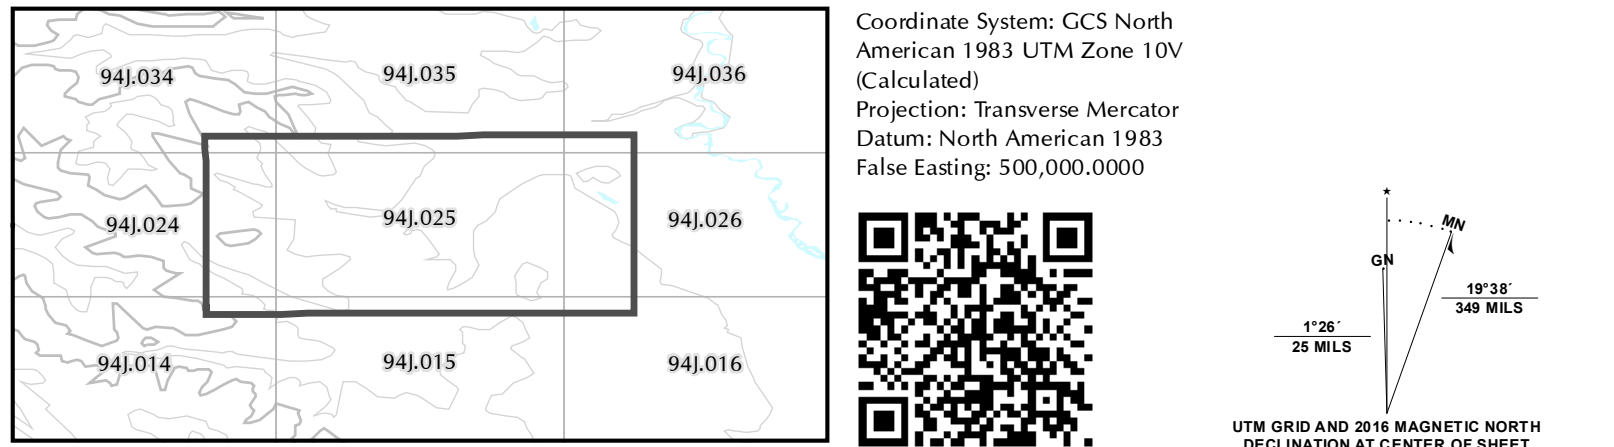 94J.034
94J.035
94J.036
94J.024
94J.025
94J.026
94J.014
94J.015
94J.016
Coordinate System: GCS North
American 1983 UTM Zone 10V
(Calculated)
Projection: Transverse Mercator
Datum: North American 1983
False Easting: 500,000.0000
MN
GN
19°38´
349 MILS
1°26´
25 MILS
UTM GRID AND 2016 MAGNETIC NORTH
DECLINATION AT CENTER OF SHEET